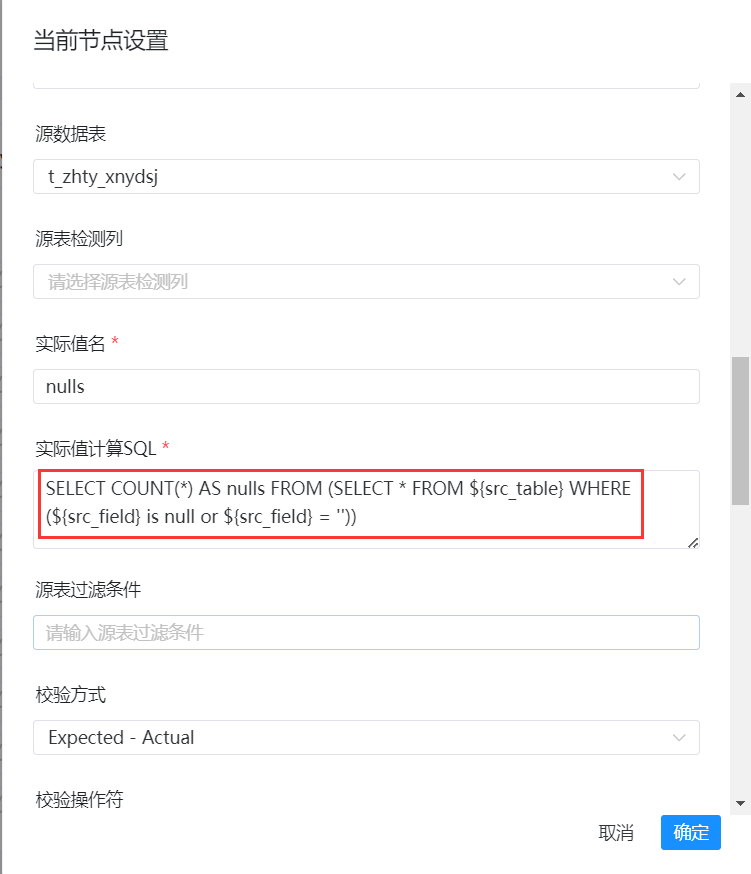 当前节点设置
源数据表
t_zhty_xnydsj
源表检测列
请选择源表检测列
实际值名 *
nulls
实际值计算SQL *
SELECT COUNT(*) AS nulls FROM (SELECT * FROM ${src_table} WHERE
(${src_field} is null or ${src_field} = ''))
源表过滤条件
请输入源表过滤条件
校验方式
Expected - Actual
校验操作符
取消
确定